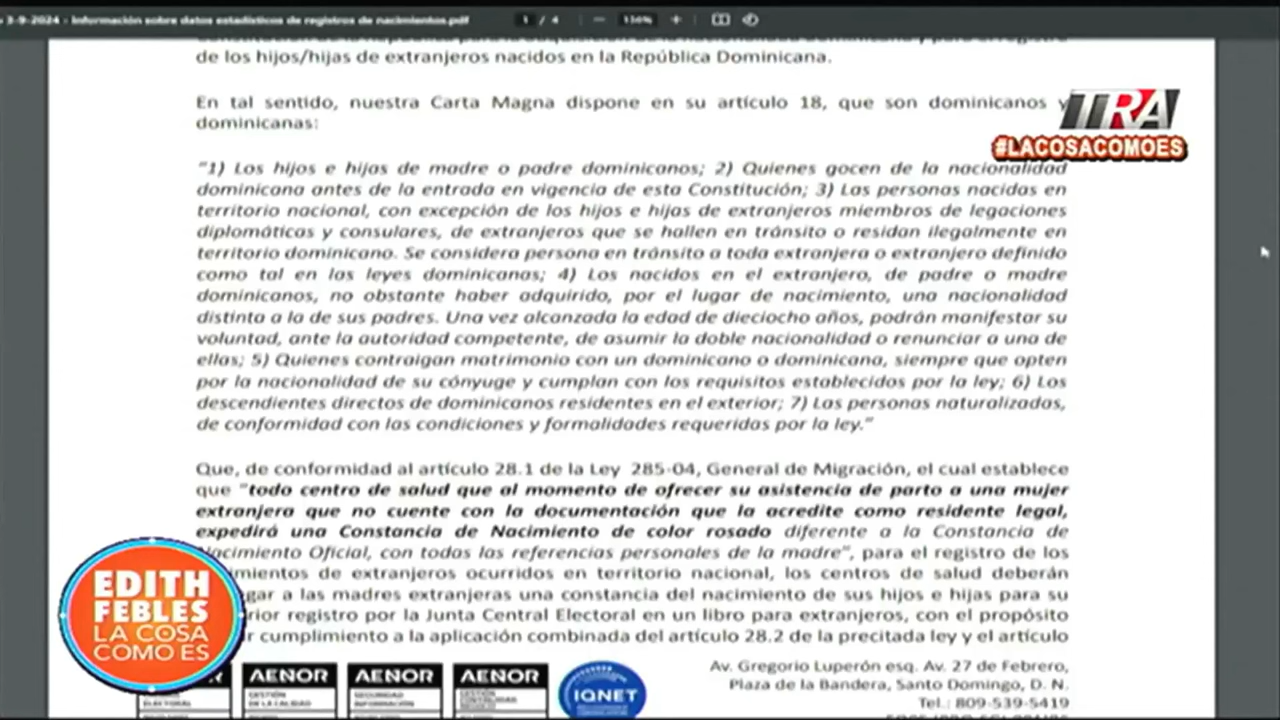 3-9-2024 - Información sobre datos estadísticos de registros de nacimientos.pdf
1 / 4
136%
de los hijos/hijas de extranjeros nacidos en la República Dominicana.
En tal sentido, nuestra Carta Magna dispone en su artículo 18, que son dominicanos y
dominicanas:
TRA
#LACOSACOMOES
"1) Los hijos e hijas de madre o padre dominicanos; 2) Quienes gocen de la nacionalidad
dominicana antes de la entrada en vigencia de esta Constitución; 3) Las personas nacidas en
territorio nacional, con excepción de los hijos e hijas de extranjeros miembros de legaciones
diplomáticas y consulares, de extranjeros que se hallen en tránsito o residan ilegalmente en
territorio dominicano. Se considera persona en tránsito a toda extranjera o extranjero definido
como tal en las leyes dominicanas; 4) Los nacidos en el extranjero, de padre o madre
dominicanos, no obstante haber adquirido, por el lugar de nacimiento, una nacionalidad
distinta a la de sus padres. Una vez alcanzada la edad de dieciocho años, podrán manifestar su
voluntad, ante la autoridad competente, de asumir la doble nacionalidad o renunciar a una de
ellas; 5) Quienes contraigan matrimonio con un dominicano o dominicana, siempre que opten
por la nacionalidad de su cónyuge y cumplan con los requisitos establecidos por la ley; 6) Los
descendientes directos de dominicanos residentes en el exterior; 7) Las personas naturalizadas,
de conformidad con las condiciones y formalidades requeridas por la ley."
Que, de conformidad al artículo 28.1 de la Ley 285-04, General de Migración, el cual establece
que "todo centro de salud que al momento de ofrecer su asistencia de parto a una mujer
extranjera que no cuente con la documentación que la acredite como residente legal,
expedirá una Constancia de Nacimiento de color rosado diferente a la Constancia de
Nacimiento Oficial, con todas las referencias personales de la madre", para el registro de los
imientos de extranjeros ocurridos en territorio nacional, los centros de salud deberán
gar a las madres extranjeras una constancia del nacimiento de sus hijos e hijas para su
rior registro por la Junta Central Electoral en un libro para extranjeros, con el propósito
r cumplimiento a la aplicación combinada del artículo 28.2 de la precitada ley y el artículo
EDITH
FEBLES
LA COSA
COMO ES
R AENOR AENOR AENOR
ELECTORAL
GESTIÓN
DE LA CALIDAD
SEGURIDAD
INFORMACIÓN
GESTIÓN
IQNET
Av. Gregorio Luperón esq. Av. 27 de Febrero,
Plaza de la Bandera, Santo Domingo, D. N.
Tel.: 809-539-5419